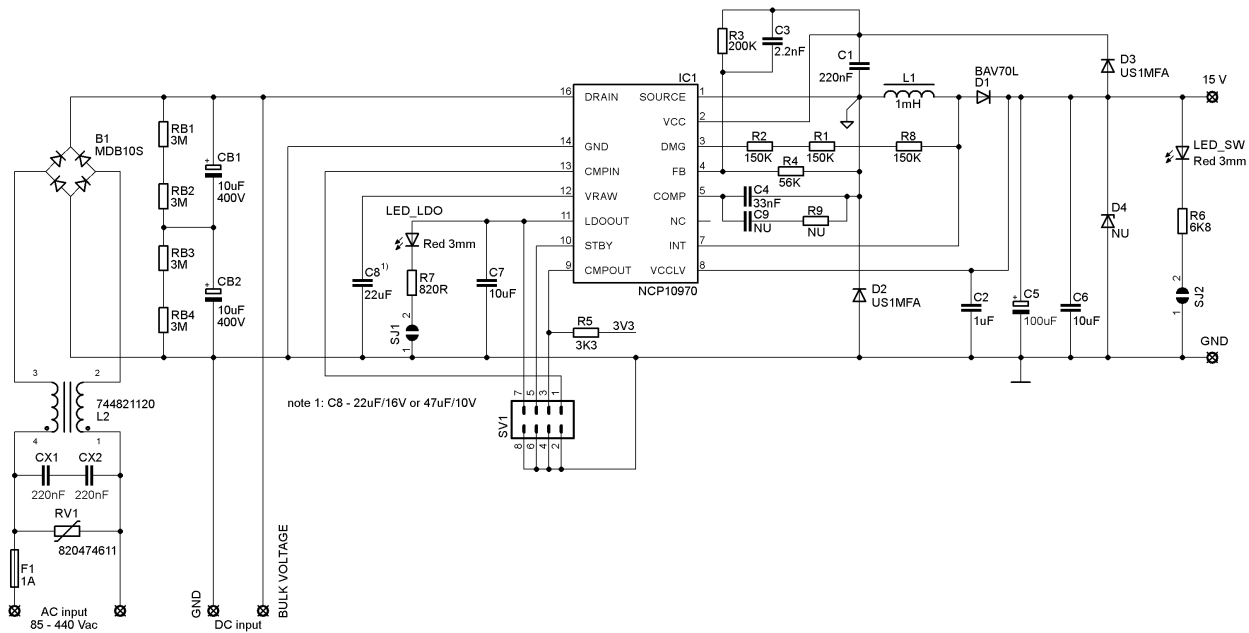 R3
200K
C3
2.2nF
C1
220nF
D3
US1MFA
IC1
L1
1mH
BAV70L
D1
15 V
16
DRAIN
SOURCE
1
VCC
2
B1
MDB10S
RB1
3M
CB1
10uF
400V
14
GND
DMG
3
R2
150K
R1
150K
R8
150K
LED_SW
Red 3mm
13
CMPIN
FB
4
R4
56K
RB2
3M
12
VRAW
COMP
5
C4
33nF
C9
NU
R9
NU
D4
NU
R6
6K8
LED_LDO
Red 3mm
11
LDOOUT
NC
10
STBY
INT
7
RB3
3M
9
CMPOUT
VCCLV
8
NCP10970
CB2
10uF
400V
C8 1)
22uF
R7
820R
C7
10uF
D2
US1MFA
C2
1uF
C5
100uF
C6
10uF
2
SJ2
1
RB4
3M
2
SJ1
1
R5
3K3
3V3
GND
3
2
744821120
L2
4
1
note 1: C8 - 22uF/16V or 47uF/10V
7
5
3
1
SV1
8
6
4
2
CX1
CX2
220nF
220nF
RV1
820474611
F1
1A
GND
BULK VOLTAGE
AC input
85 - 440 Vac
DC input